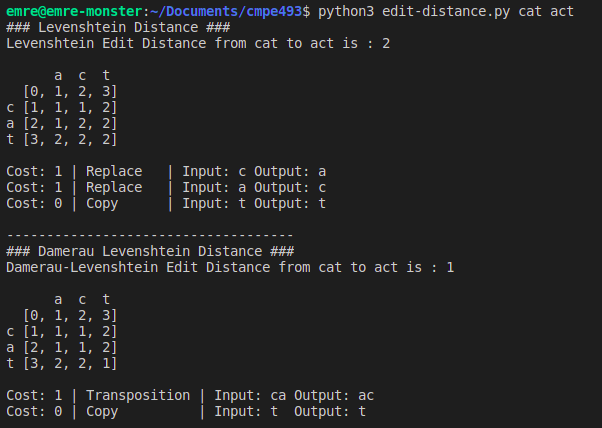 emre@emre-monster:~/Documents/cmpe493$ python3 edit-distance.py cat act
### Levenshtein Distance ###
Levenshtein Edit Distance from cat to act is : 2
      a  c  t
  [0, 1, 2, 3]
c [1, 1, 1, 2]
a [2, 1, 2, 2]
t [3, 2, 2, 2]
Cost: 1 | Replace   | Input: c Output: a
Cost: 1 | Replace   | Input: a Output: c
Cost: 0 | Copy      | Input: t Output: t
------------------------------------
### Damerau Levenshtein Distance ###
Damerau-Levenshtein Edit Distance from cat to act is : 1
      a  c  t
  [0, 1, 2, 3]
c [1, 1, 1, 2]
a [2, 1, 1, 2]
t [3, 2, 2, 1]
Cost: 1 | Transposition | Input: ca Output: ac
Cost: 0 | Copy          | Input: t  Output: t